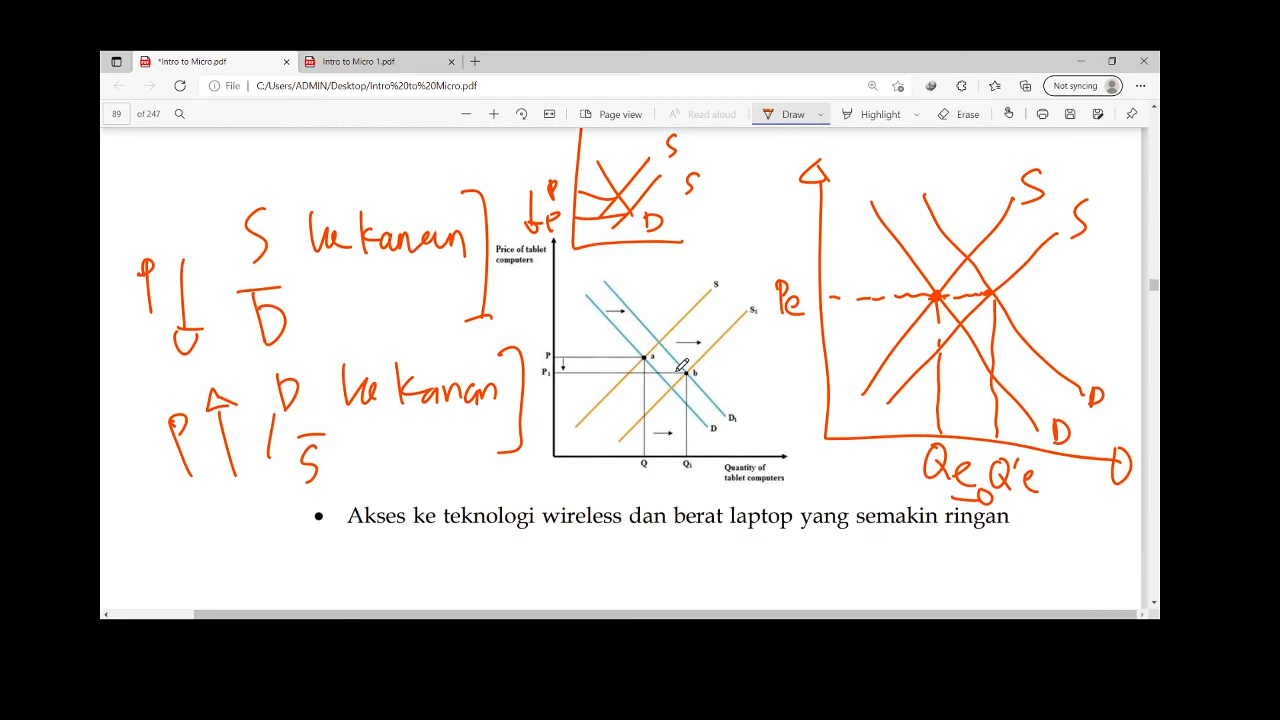 *Intro to Micro.pdf
Intro to Micro 1.pdf
File
C:/Users/ADMIN/Desktop/Intro%20to%20Micro.pdf
Not syncing
89 of 247
Page view
Read aloud
Draw
Highlight
Erase
S
S
D
P
P
S ke kanan
D
P
P
D ke kanan
S
Price of tablet
computers
S
S1
P
a
P1
b
D1
D
Q
Q1
Quantity of
tablet computers
S
S
Pe
D
D
Qe
Q'e
Q
• Akses ke teknologi wireless dan berat laptop yang semakin ringan